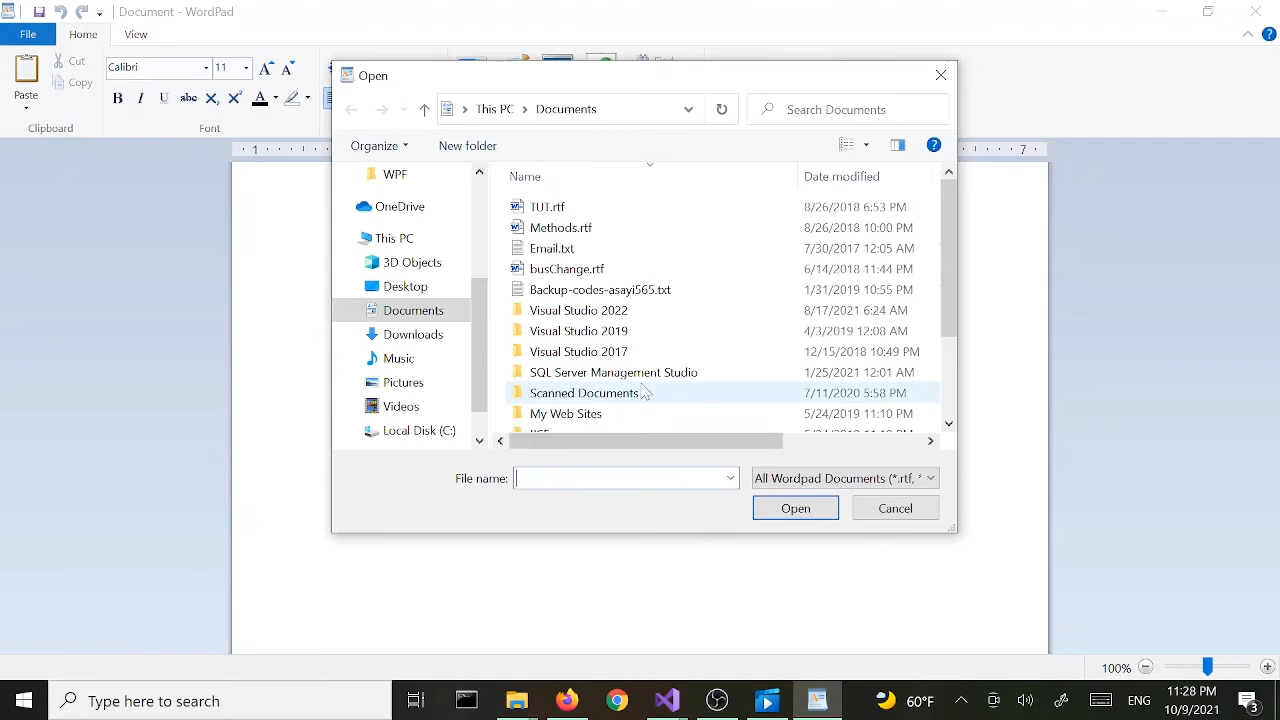 Document - WordPad
File Home View
Cut
Copy
Paste
Clipboard
Calibri 11
B I U abc X2 X2 A
Font
Open
This PC Documents
Search Documents
Organize New folder
WPF
OneDrive
This PC
3D Objects
Desktop
Documents
Downloads
Music
Pictures
Videos
Local Disk (C:)
Name Date modified
TUT.rtf 8/26/2018 6:53 PM
Methods.rtf 8/26/2018 10:00 PM
Email.txt 7/30/2017 12:05 AM
busChange.rtf 6/14/2018 11:44 PM
Backup-codes-asayi565.txt 1/31/2019 10:55 PM
Visual Studio 2022 8/17/2021 6:24 AM
Visual Studio 2019 4/3/2019 12:08 AM
Visual Studio 2017 12/15/2018 10:49 PM
SQL Server Management Studio 1/25/2021 12:01 AM
Scanned Documents 7/11/2020 5:58 PM
My Web Sites 5/24/2019 11:10 PM
File name:
All Wordpad Documents (*.rtf, *
Open Cancel
1 7
100%
Type here to search
60°F
ENG
11:28 PM
10/9/2021
3